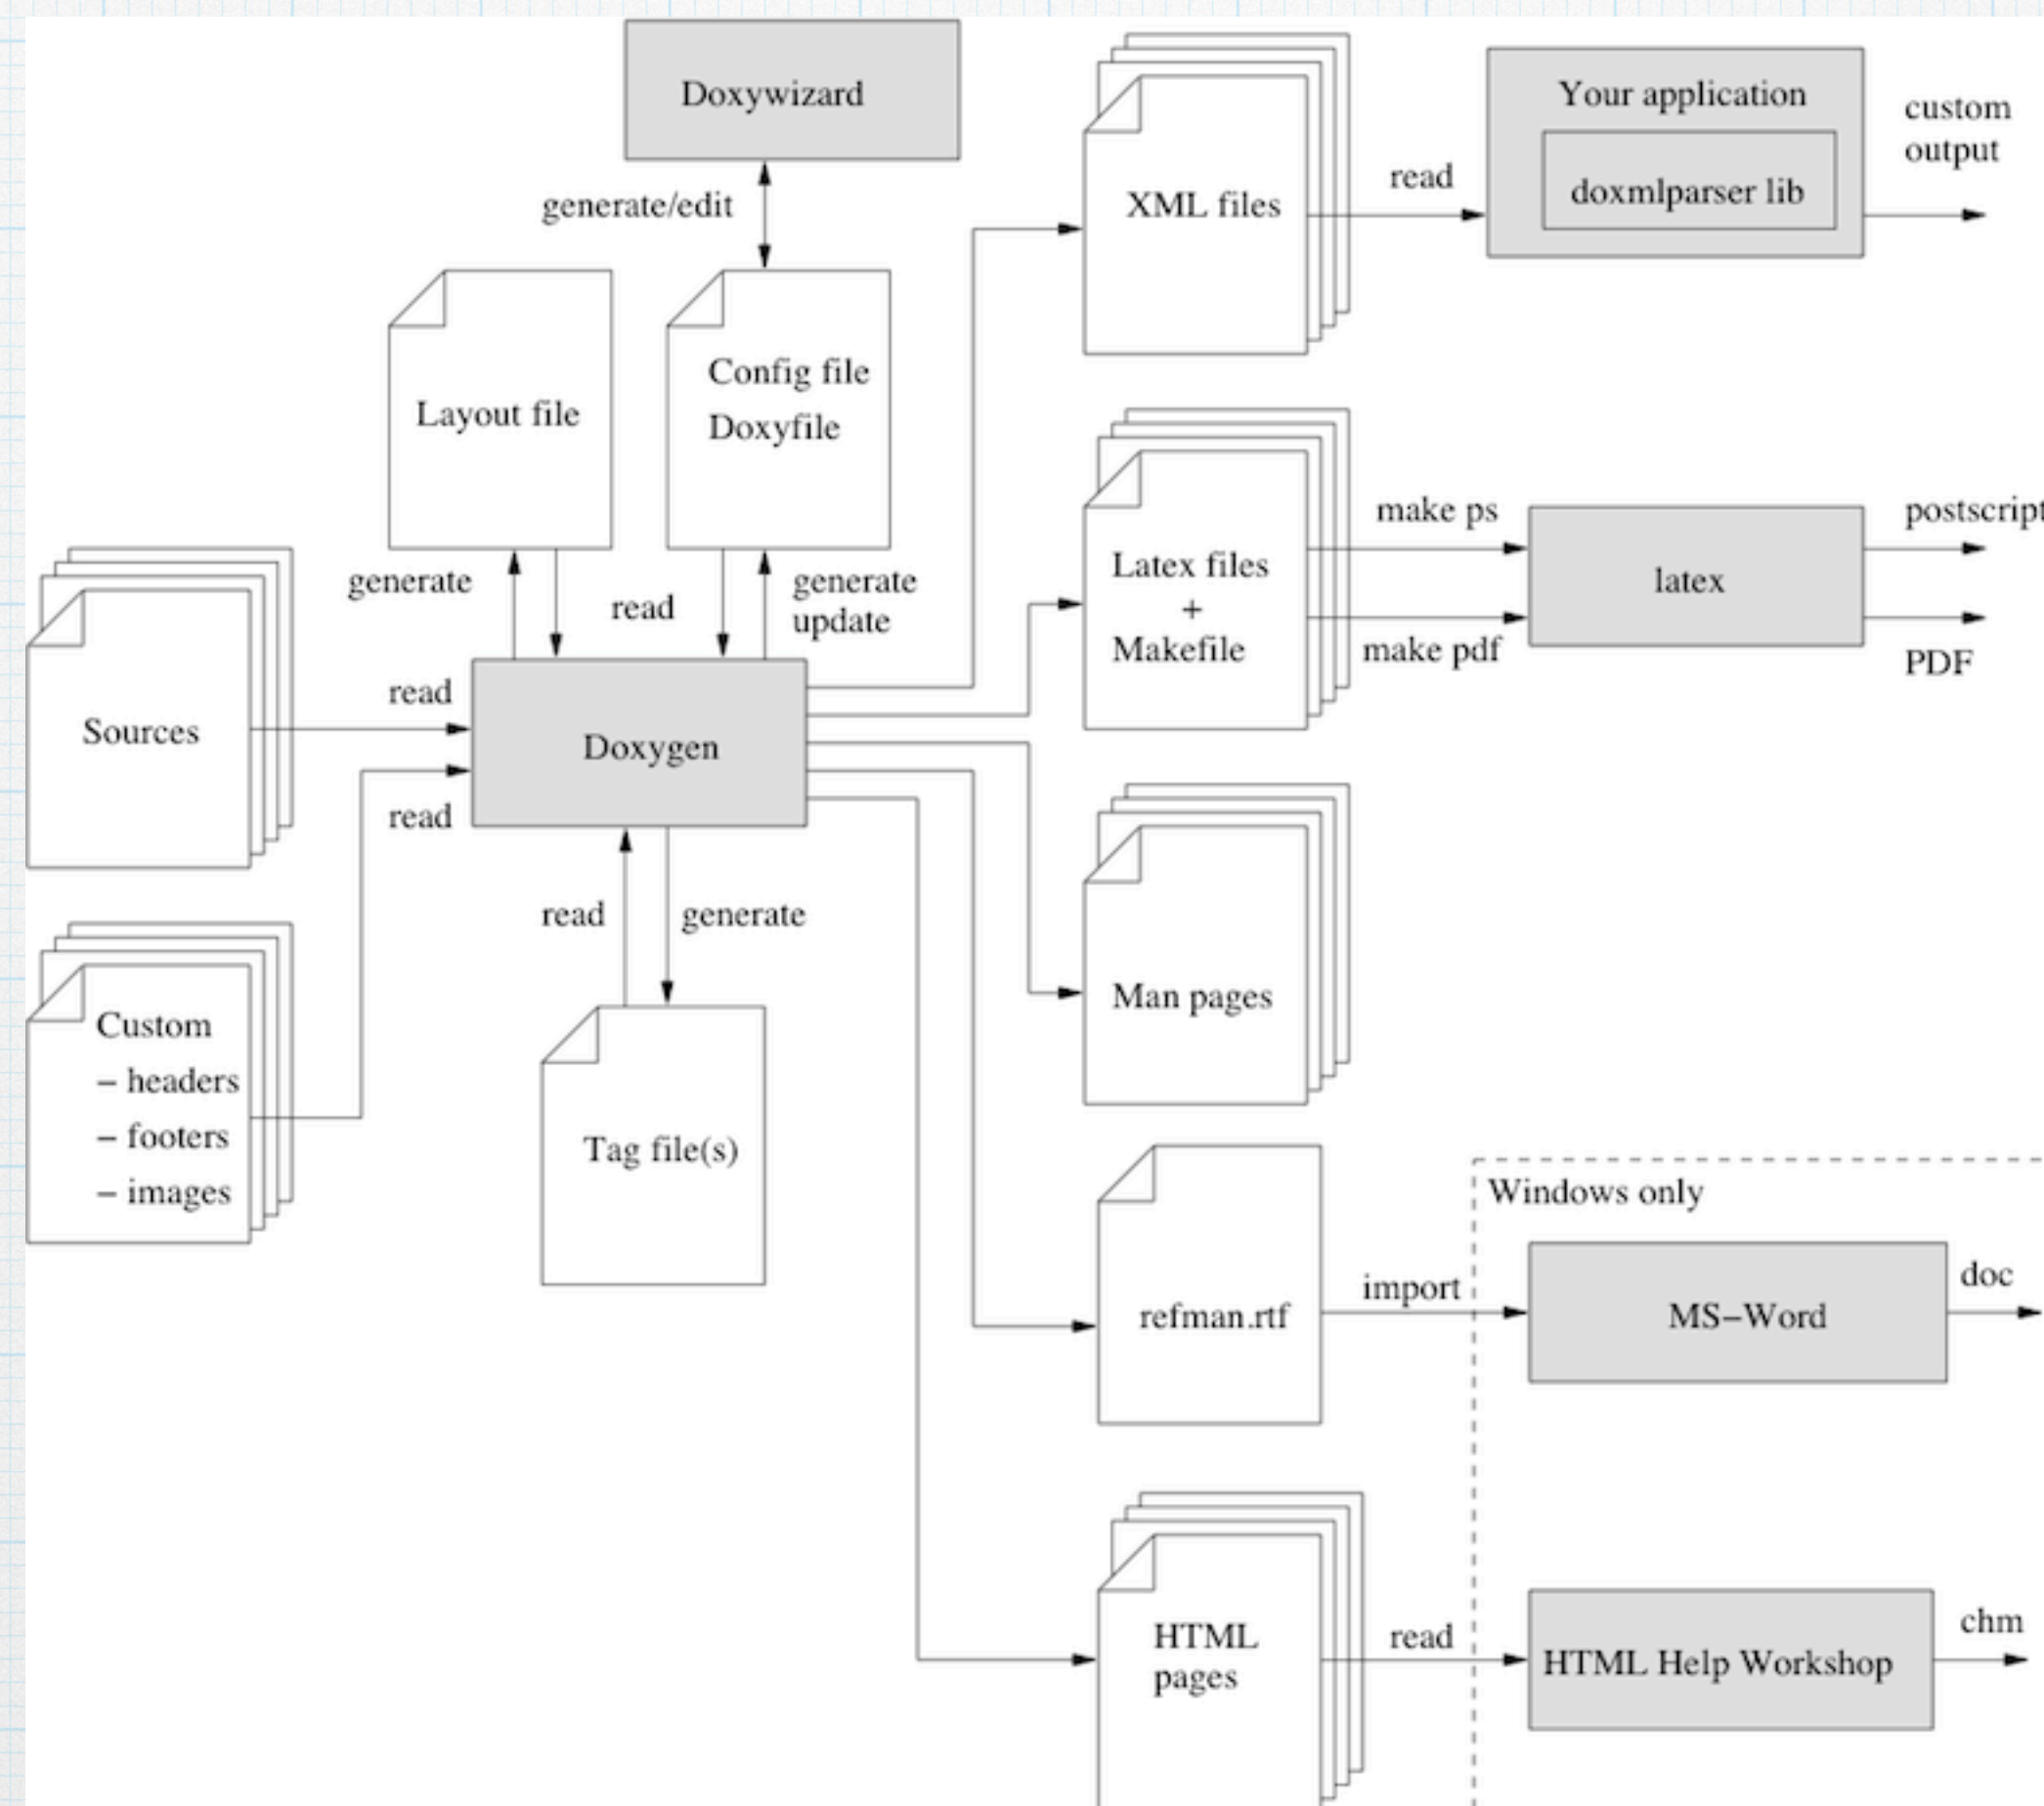 Doxywizard
Your application
custom
output
doxmlparser lib
read
XML files
generate/edit
Layout file
Config file
Doxyfile
make ps
postscript
Latex files
+
Makefile
latex
make pdf
PDF
generate
read
generate
update
read
Sources
Doxygen
read
read
generate
Man pages
Custom
– headers
– footers
– images
Tag file(s)
Windows only
refman.rtf
import
MS–Word
doc
HTML
pages
read
HTML Help Workshop
chm